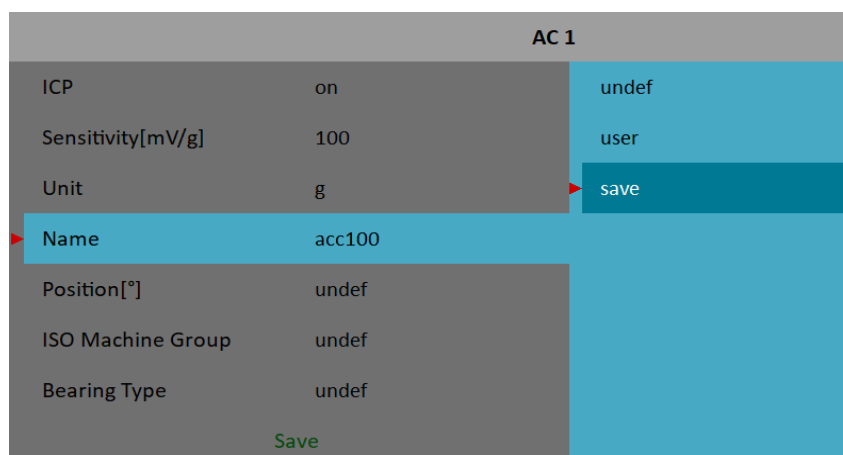 AC 1
ICP on undef
Sensitivity[mV/g] 100 user
Unit g save
Name acc100
Position[°] undef
ISO Machine Group undef
Bearing Type undef
Save